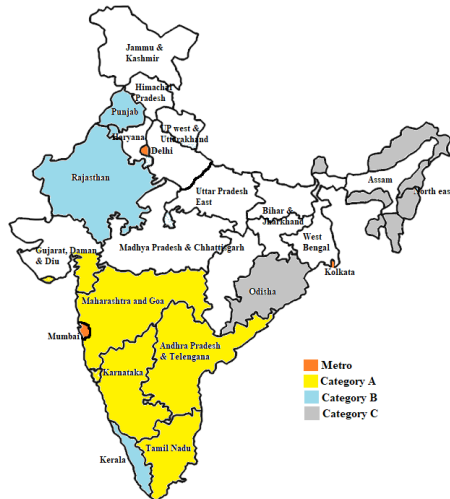 Jammu &
Kashmir
Himachal
Pradesh
Punjab
Haryana
UP west &
Uttrakhand
Delhi
Rajasthan
Uttar Pradesh
East
Assam
North east
Bihar &
Jharkhand
West
Bengal
Kolkata
Gujarat, Daman
& Diu
Madhya Pradesh & Chhattisgarh
Odisha
Maharashtra and Goa
Mumbai
Andhra Pradesh
& Telengana
Karnataka
Kerala
Tamil Nadu
Metro
Category A
Category B
Category C